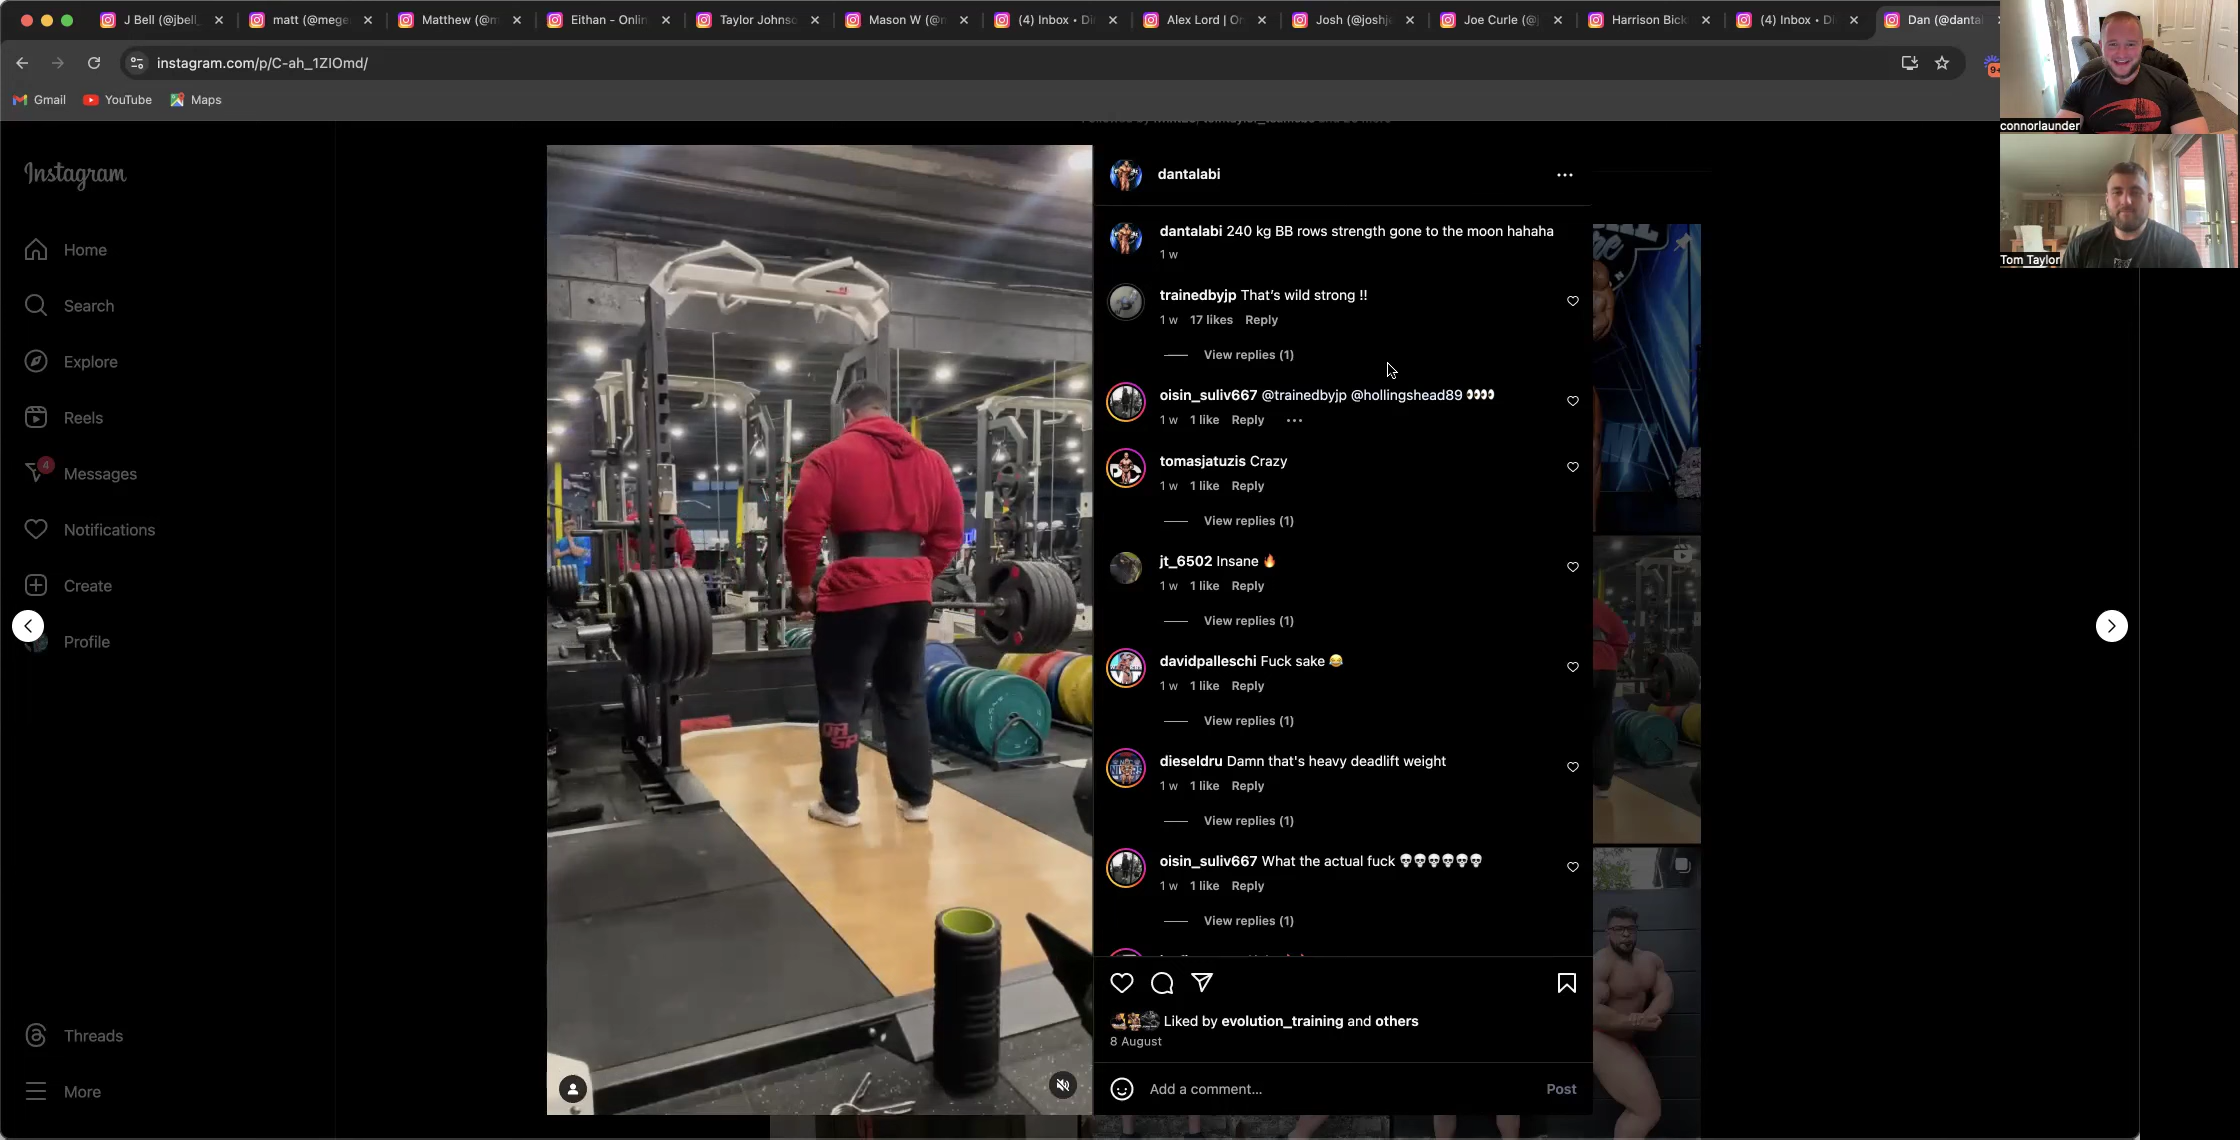 J Bell (@jbell_
matt (@mege
Matthew (@m
Eithan - Onlin
Taylor Johnso
Mason W (@m
(4) Inbox • Di
Alex Lord | On
Josh (@joshje
Joe Curle (@j
Harrison Bick
(4) Inbox • Di
Dan (@dantal
instagram.com/p/C-ah_1ZIOmd/
9+
Gmail
YouTube
Maps
connorlaunder
Tom Taylor
Instagram
Home
Search
Explore
Reels
4
Messages
Notifications
Create
Profile
Threads
More
dantalabi
dantalabi 240 kg BB rows strength gone to the moon hahaha
1 w
trainedbyjp That's wild strong !!
1 w 17 likes Reply
View replies (1)
oisin_suliv667 @trainedbyjp @hollingshead89 👀👀
1 w 1 like Reply
tomasjatuzis Crazy
1 w 1 like Reply
View replies (1)
jt_6502 Insane 🔥
1 w 1 like Reply
View replies (1)
davidpalleschi Fuck sake 😂
1 w 1 like Reply
View replies (1)
dieseldru Damn that's heavy deadlift weight
1 w 1 like Reply
View replies (1)
oisin_suliv667 What the actual fuck 💀💀💀💀💀💀
1 w 1 like Reply
View replies (1)
Liked by evolution_training and others
8 August
Add a comment...
Post